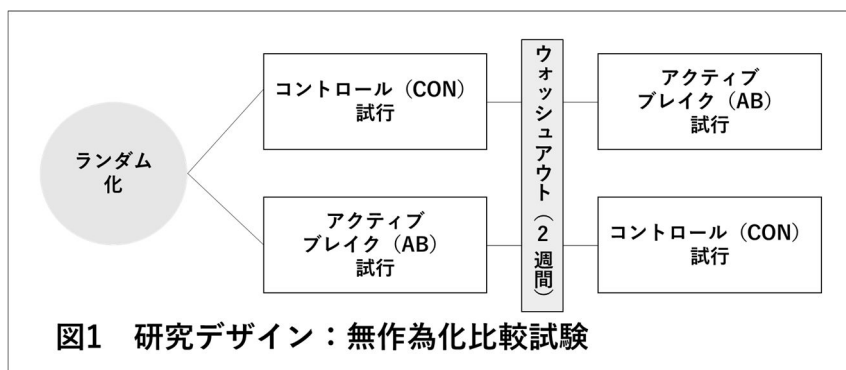 ランダム
化
コントロール（CON）
試行
アクティブ
ブレイク（AB）
試行
ウォッシュアウト（2週間）
アクティブ
ブレイク（AB）
試行
コントロール（CON）
試行
図1　研究デザイン：無作為化比較試験